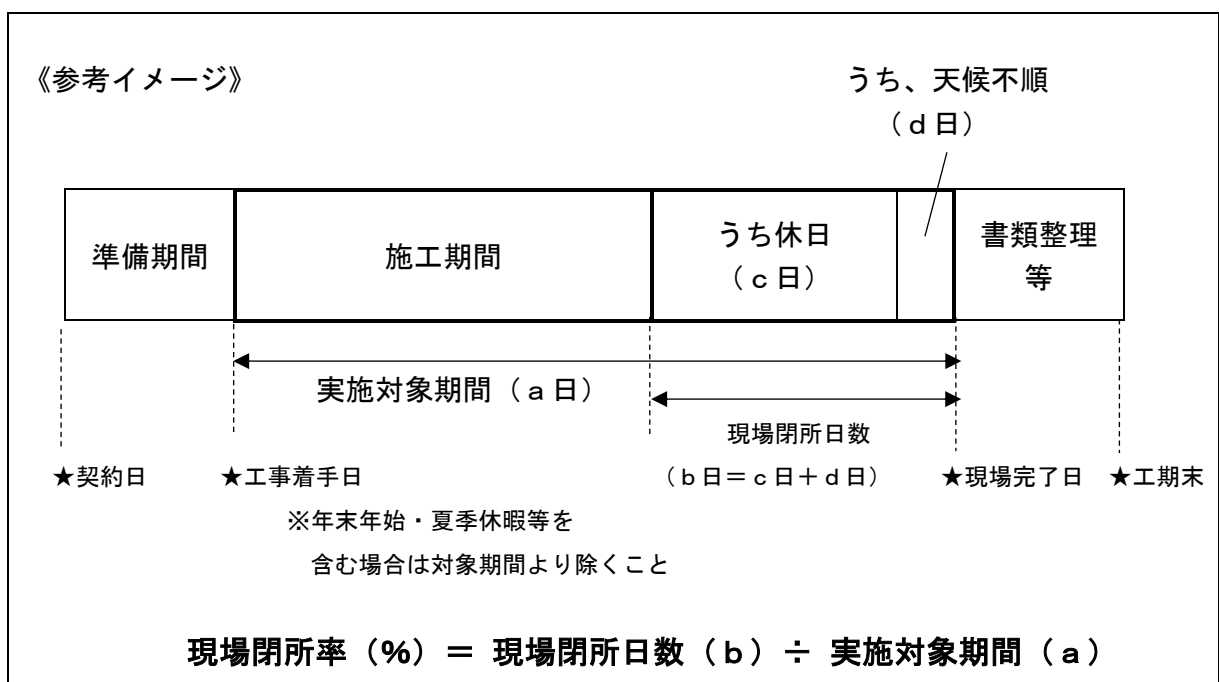 《参考イメージ》
うち、天候不順
（ｄ日）
準備期間
施工期間
うち休日
（ｃ日）
書類整理
等
実施対象期間（ａ日）
現場閉所日数
（ｂ日＝ｃ日＋ｄ日）
★契約日
★工事着手日
★現場完了日
★工期末
※年末年始・夏季休暇等を
含む場合は対象期間より除くこと
現場閉所率（%）＝ 現場閉所日数（ｂ）÷ 実施対象期間（ａ）